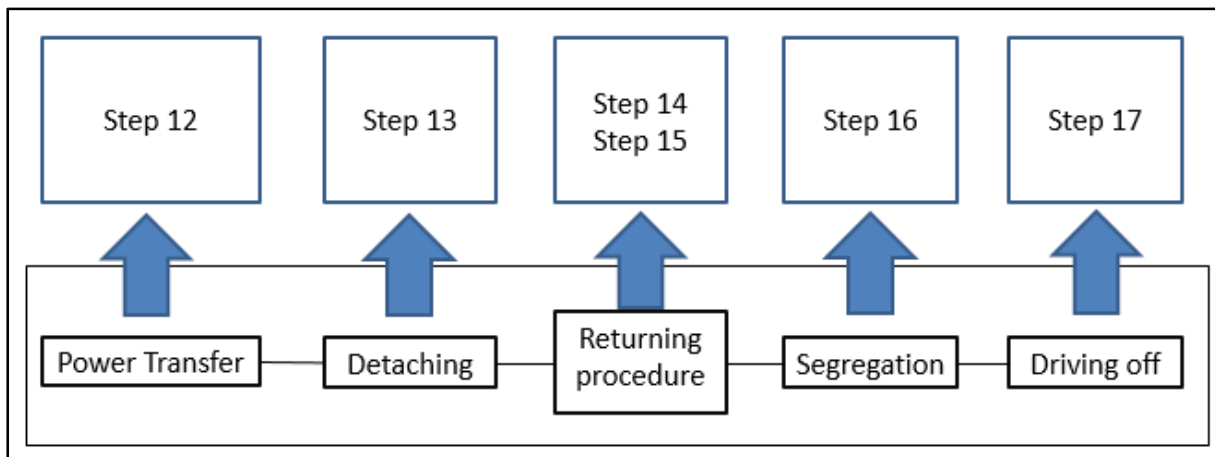 Step 12
Step 13
Step 14
Step 15
Step 16
Step 17
Power Transfer
Detaching
Returning
procedure
Segregation
Driving off